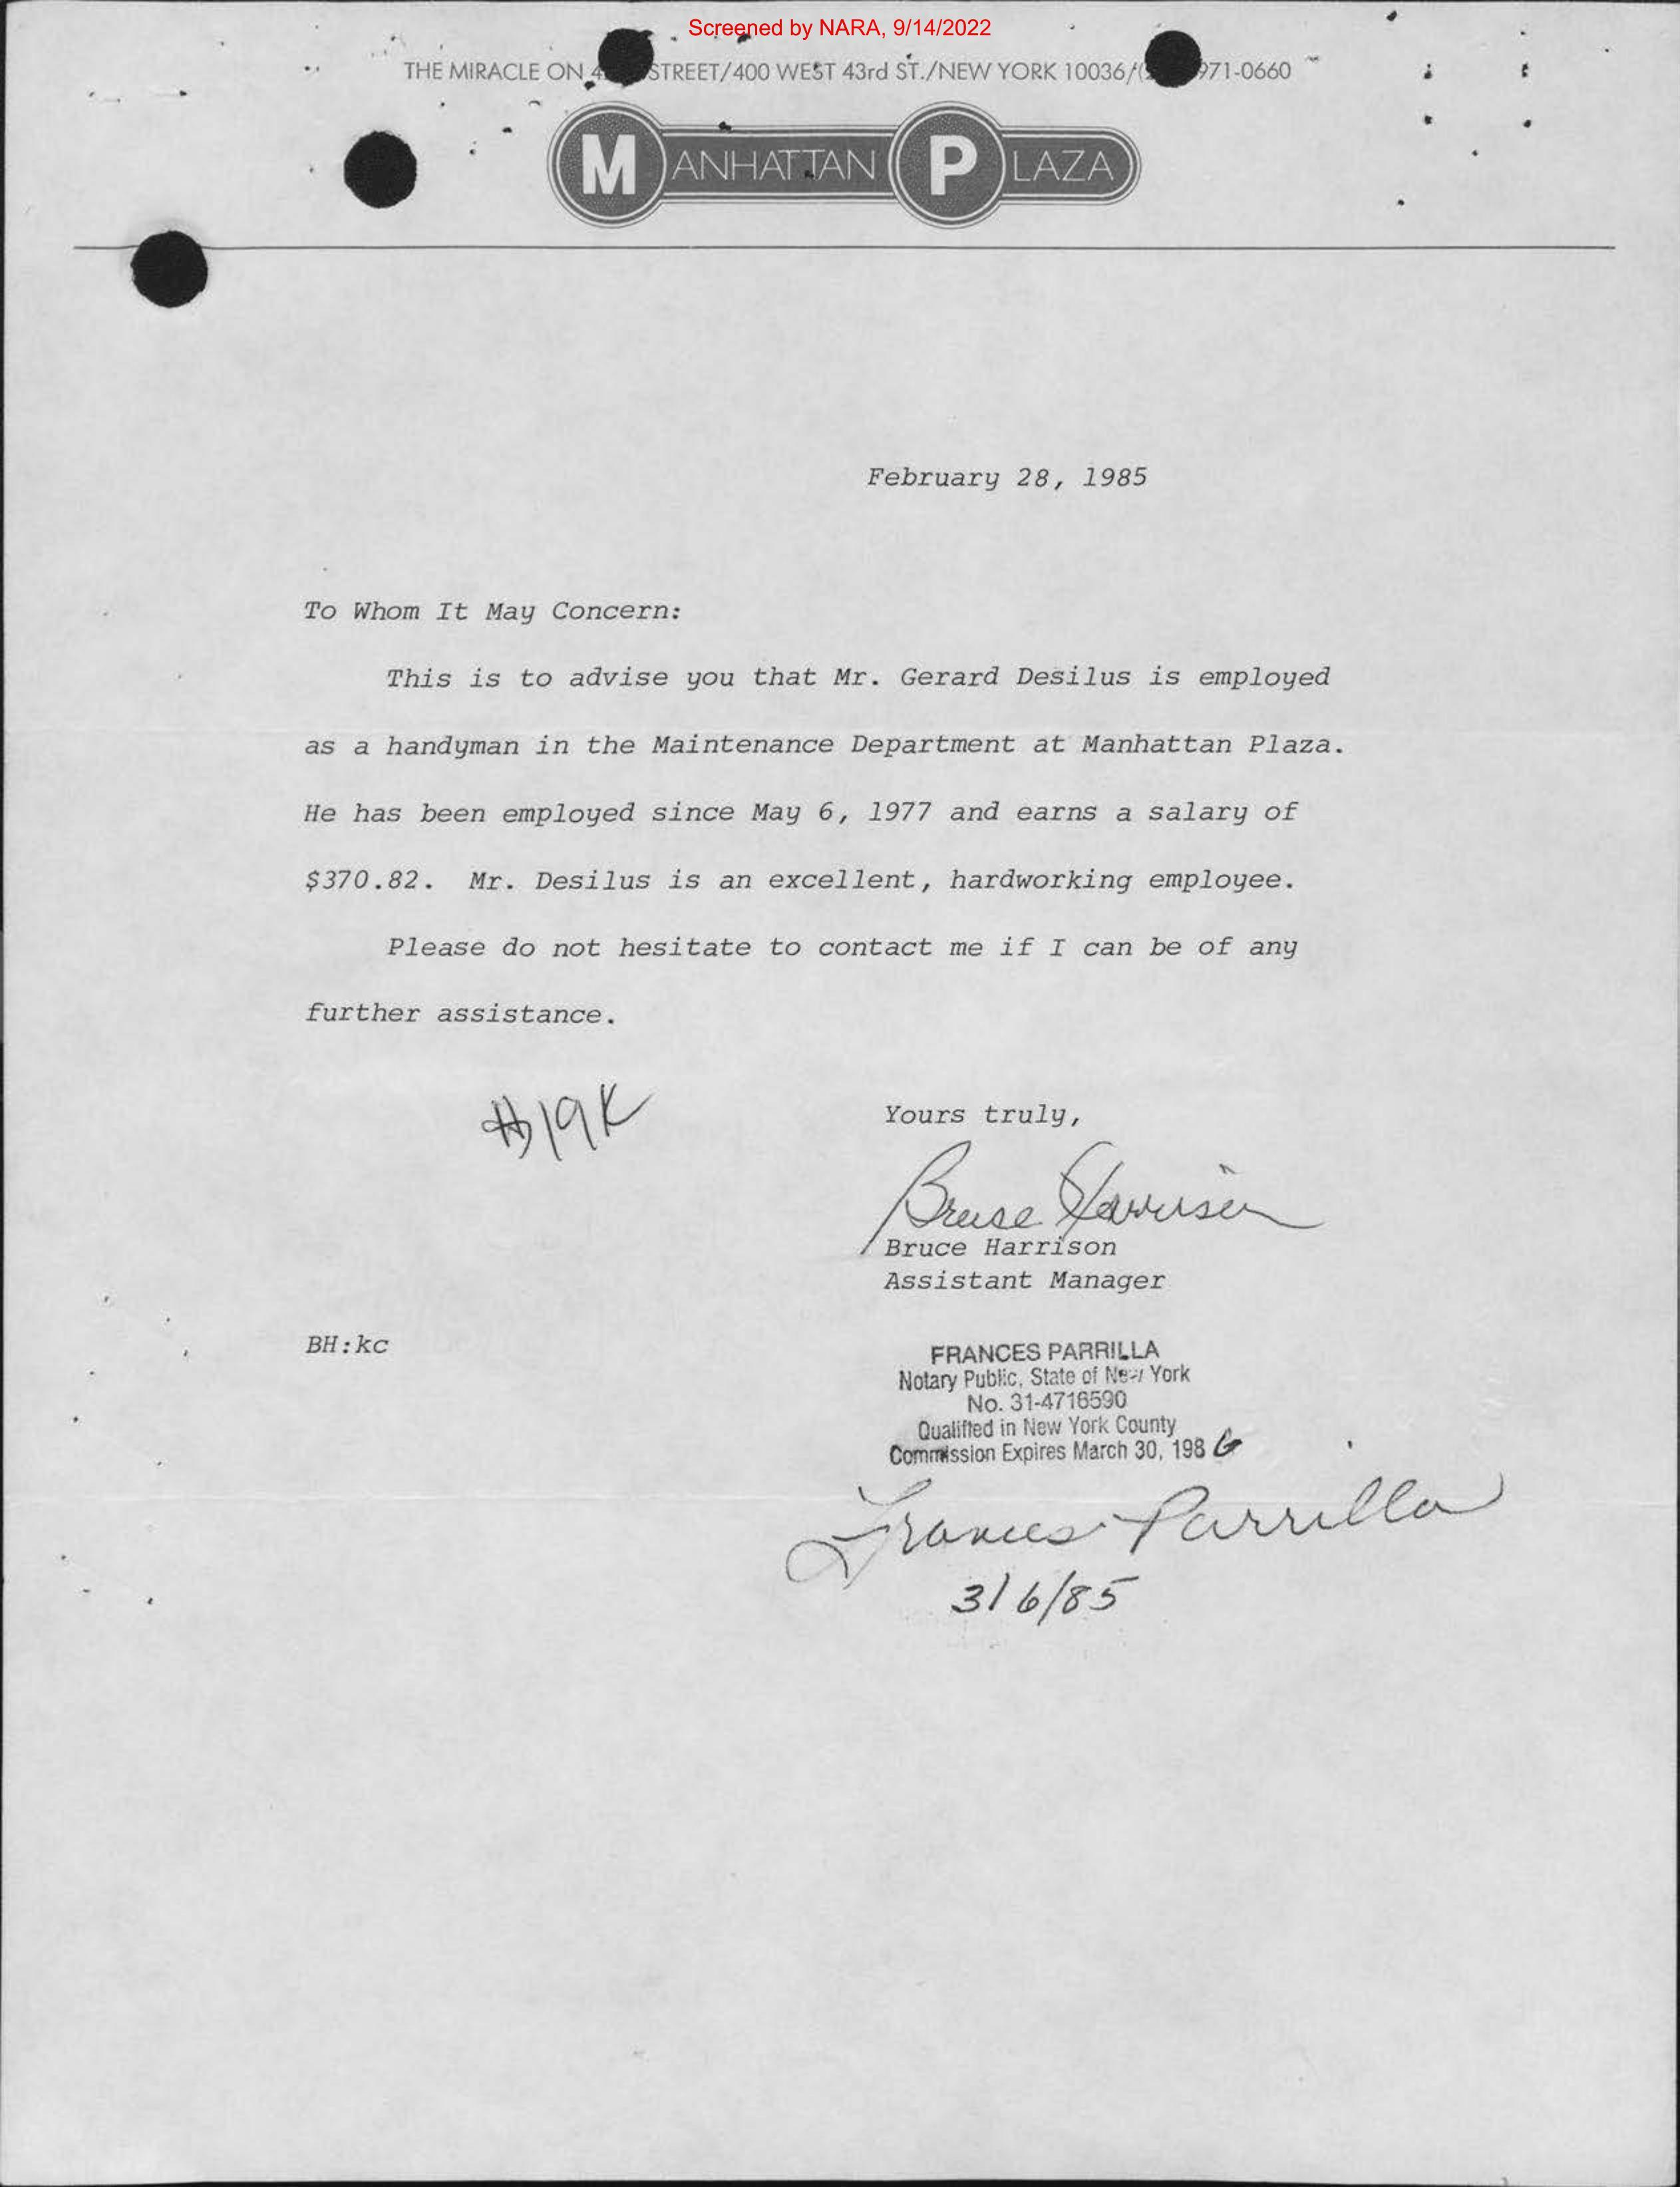 Screened by NARA, 9/14/2022
THE MIRACLE ON STREET/400 WEST 43rd ST./NEW YORK 10036/ 971-0660
MANHATTAN PLAZA
February 28, 1985
To Whom It May Concern:
This is to advise you that Mr. Gerard Desilus is employed
as a handyman in the Maintenance Department at Manhattan Plaza.
He has been employed since May 6, 1977 and earns a salary of
$370.82. Mr. Desilus is an excellent, hardworking employee.
Please do not hesitate to contact me if I can be of any
further assistance.
$19K
Yours truly,
Bruce Harrison
Bruce Harrison
Assistant Manager
BH:kc
FRANCES PARRILLA
Notary Public, State of New York
No. 31-4716590
Qualified in New York County
Commission Expires March 30, 1986
Frances Parrilla
3/6/85